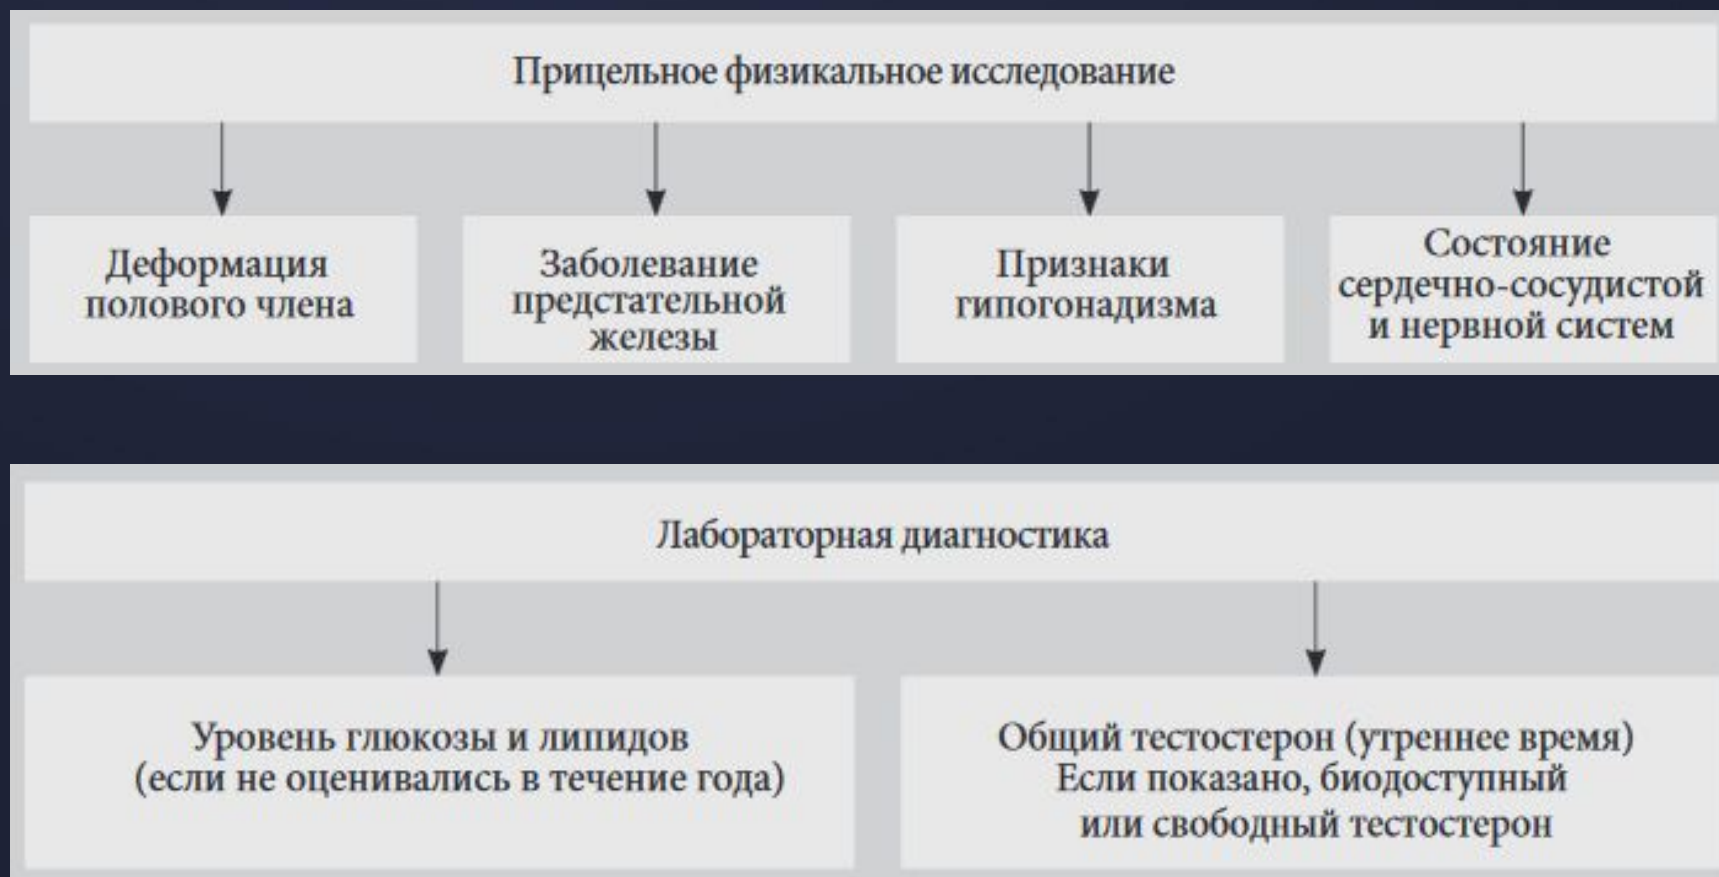 Прицельное физикальное исследование
Деформация
полового члена
Заболевание
предстательной
железы
Признаки
гипогонадизма
Состояние
сердечно-сосудистой
и нервной систем
Лабораторная диагностика
Уровень глюкозы и липидов
(если не оценивались в течение года)
Общий тестостерон (утреннее время)
Если показано, биодоступный
или свободный тестостерон